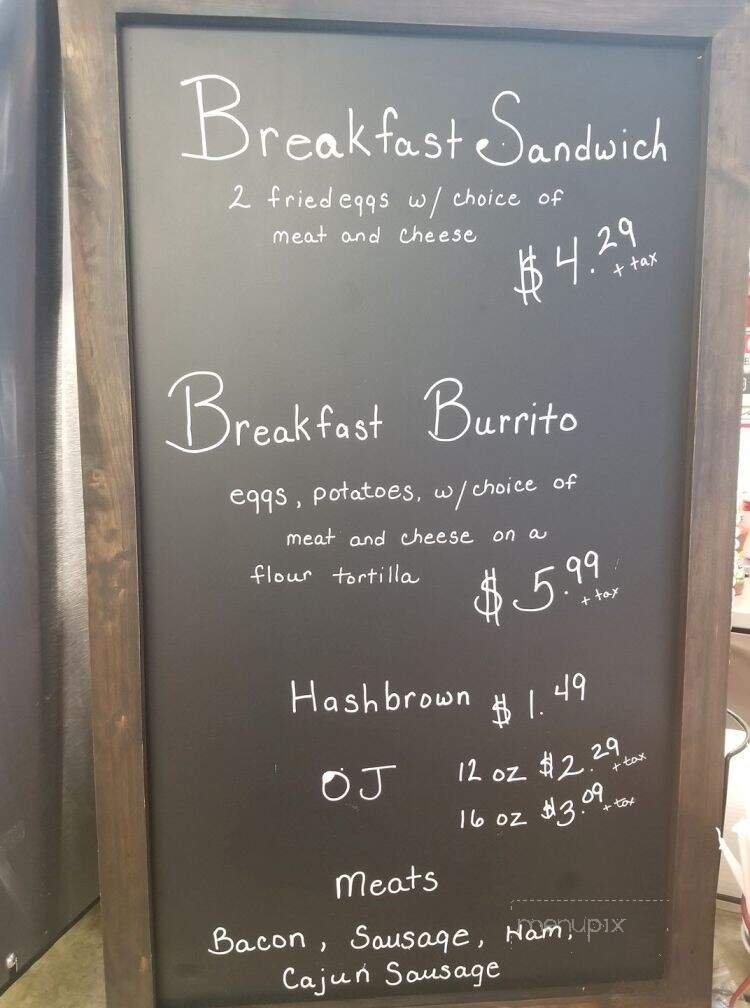 Breakfast Sandwich
2 fried eggs w/ choice of
meat and cheese
$4.29
+ tax
Breakfast Burrito
eggs, potatoes, w/ choice of
meat and cheese on a
flour tortilla
$5.99
+ tax
Hashbrown $1.49
OJ 12 oz $2.29 + tax
16 oz $3.09 + tax
Meats
Bacon, Sausage, Ham,
menupix
Cajun Sausage